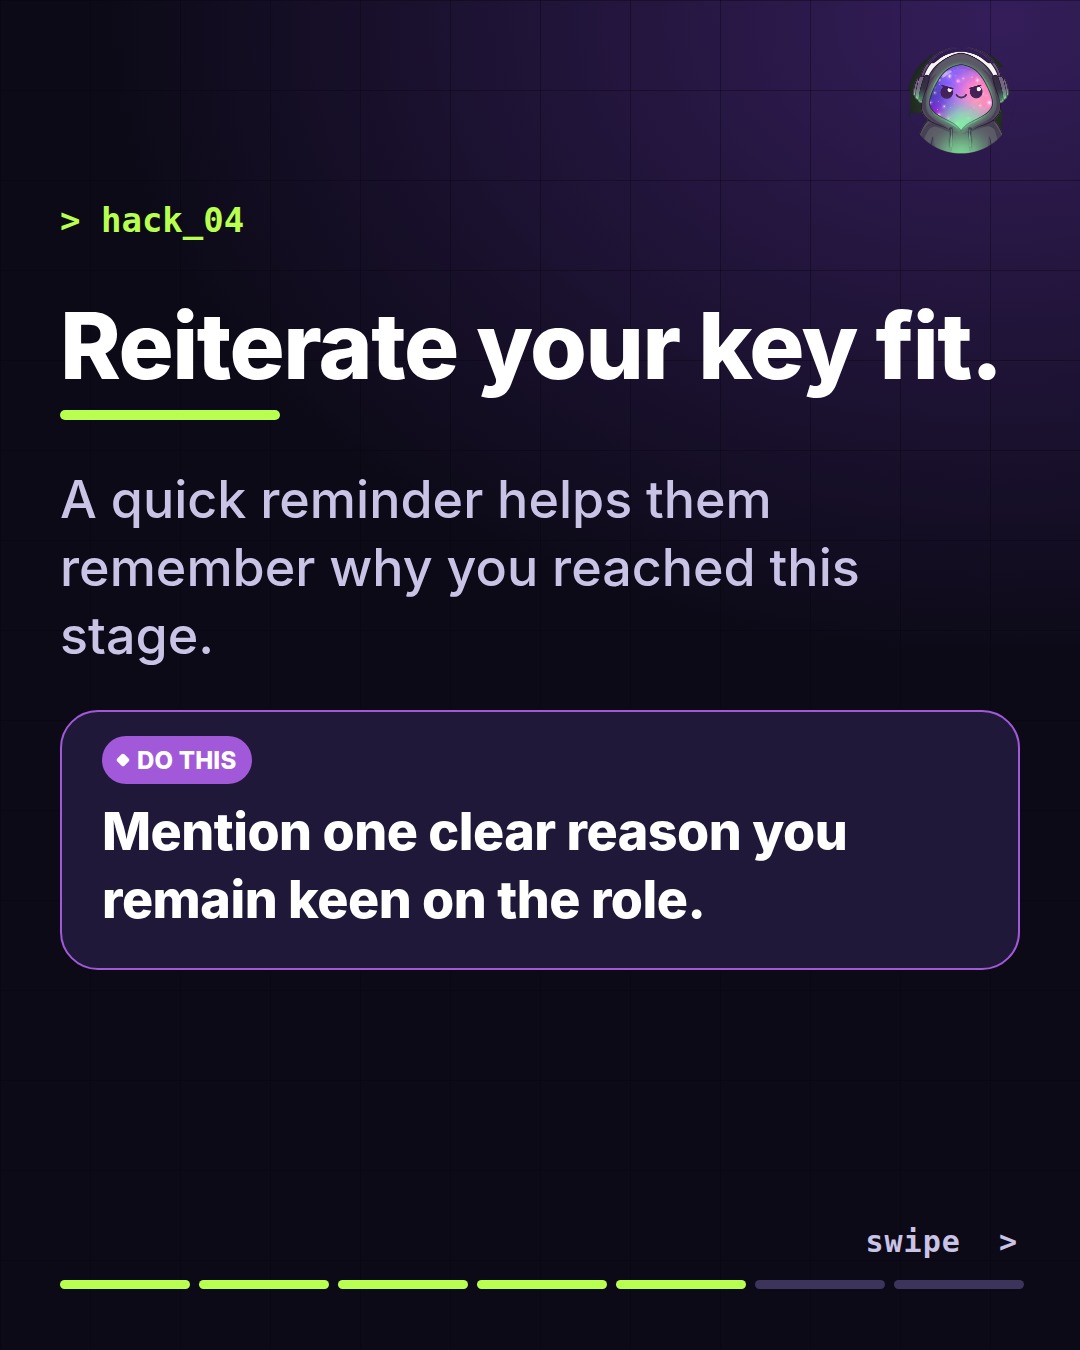 > hack_04
Reiterate your key fit.
A quick reminder helps them
remember why you reached this
stage.
DO THIS
Mention one clear reason you
remain keen on the role.
swipe >